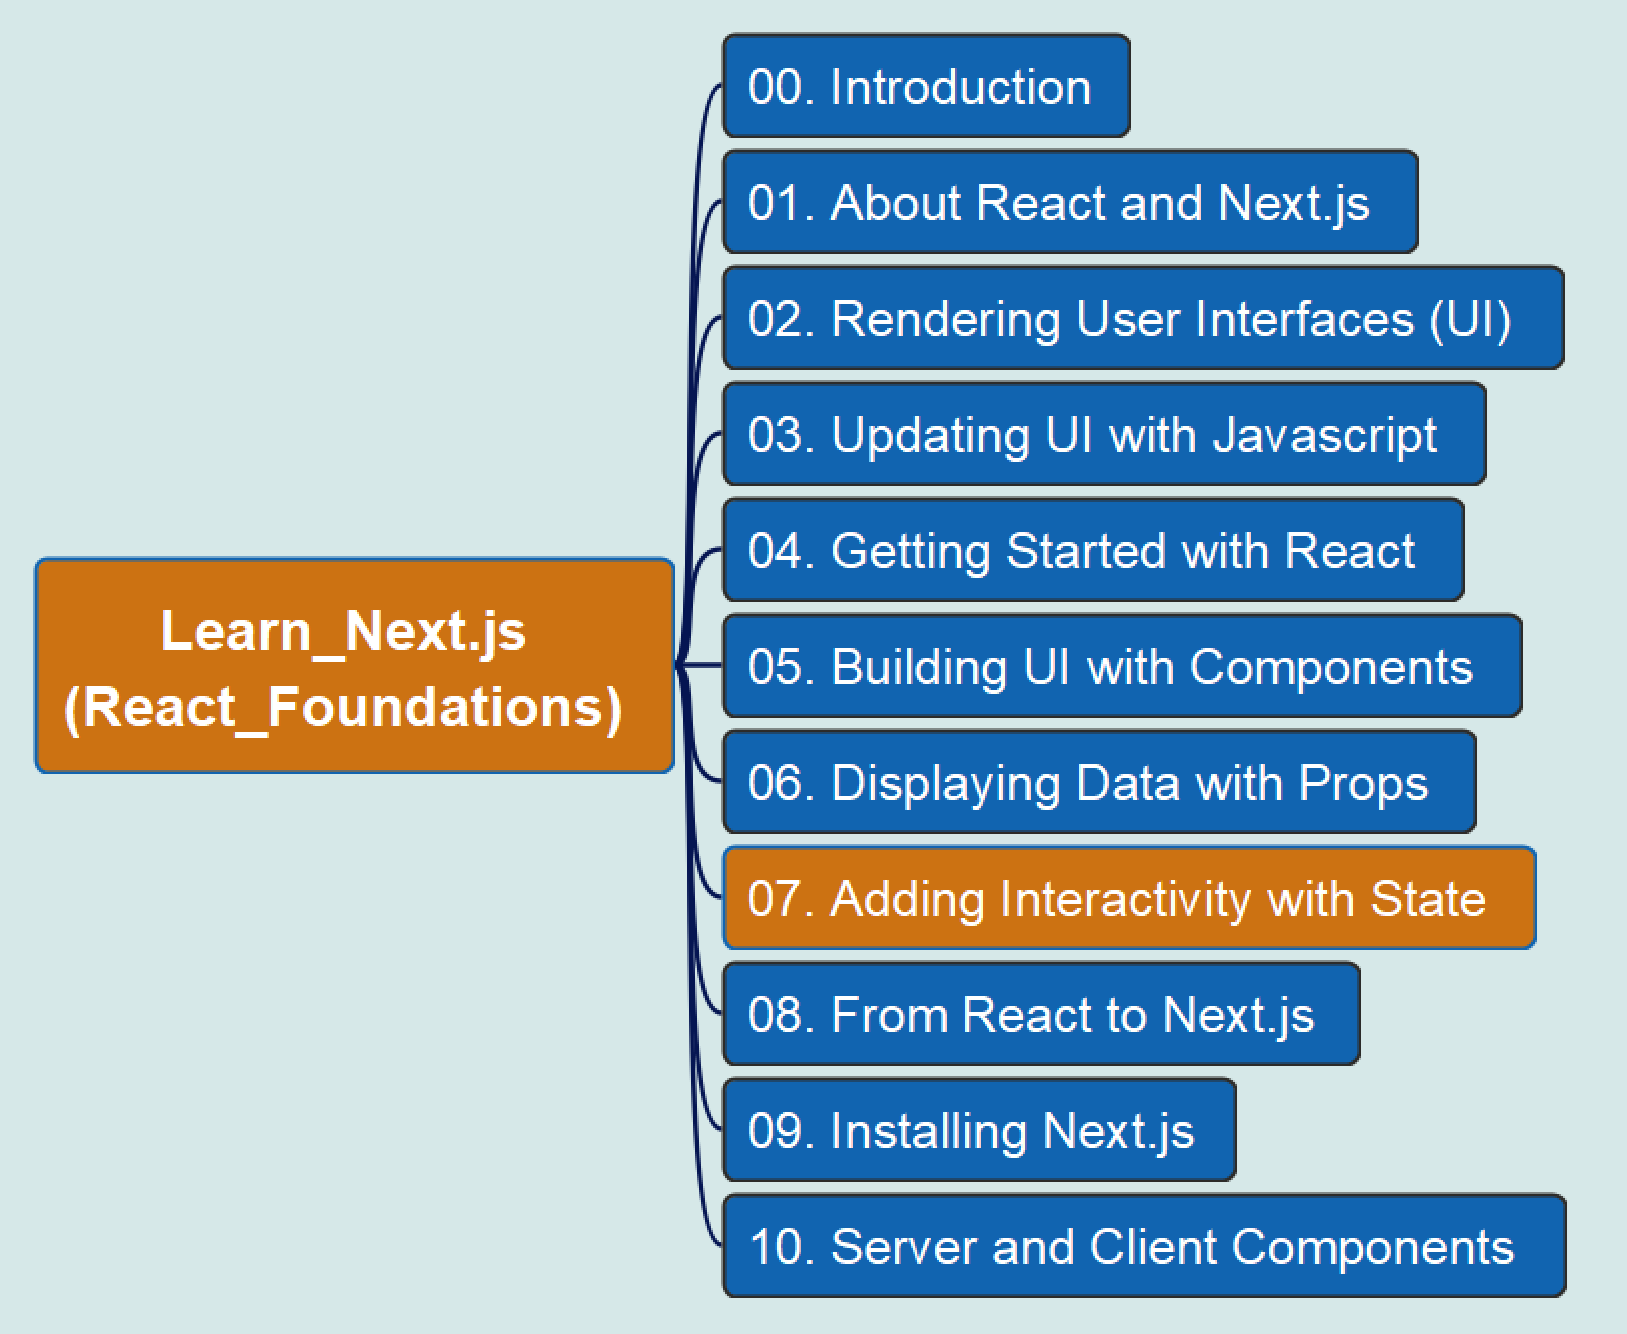 00. Introduction
01. About React and Next.js
02. Rendering User Interfaces (UI)
03. Updating UI with Javascript
04. Getting Started with React
Learn_Next.js
(React_Foundations)
05. Building UI with Components
06. Displaying Data with Props
07. Adding Interactivity with State
08. From React to Next.js
09. Installing Next.js
10. Server and Client Components